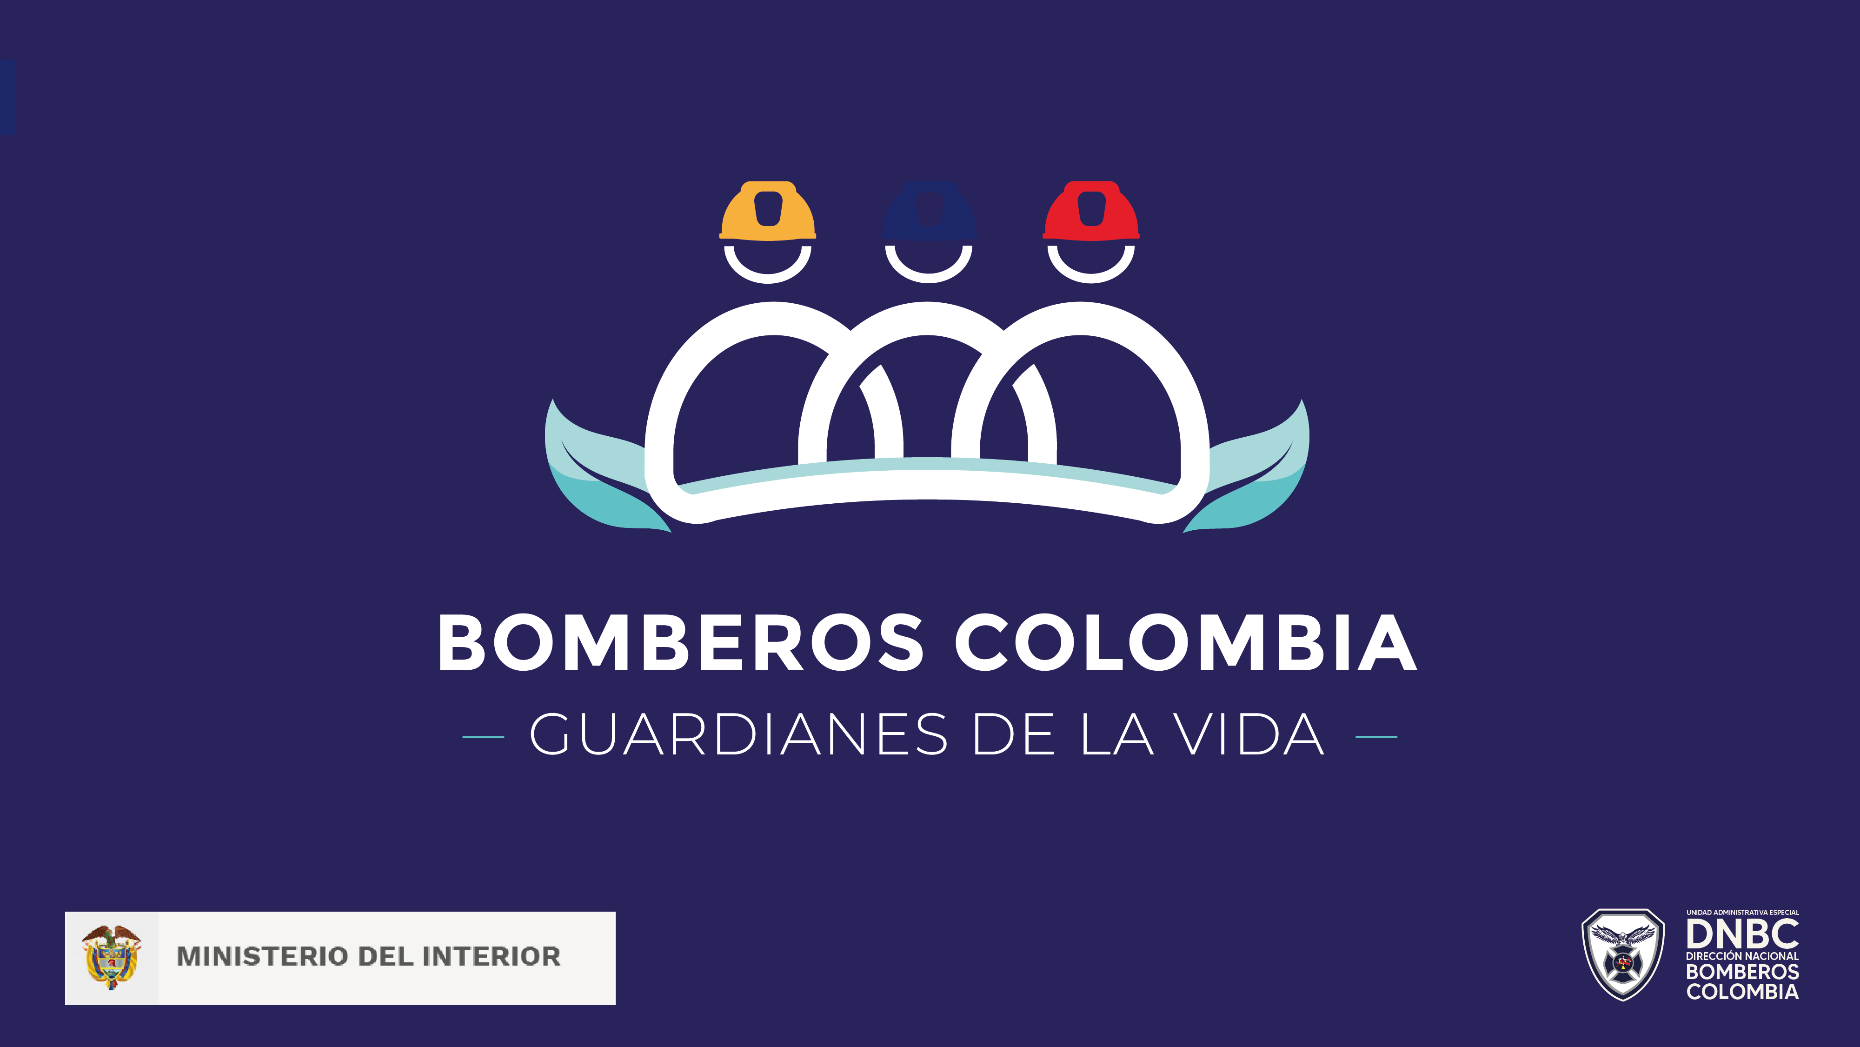 BOMBEROS COLOMBIA
GUARDIANES DE LA VIDA
MINISTERIO DEL INTERIOR
UNIDAD ADMINISTRATIVA ESPECIAL
DNBC
DIRECCIÓN NACIONAL
BOMBEROS
COLOMBIA